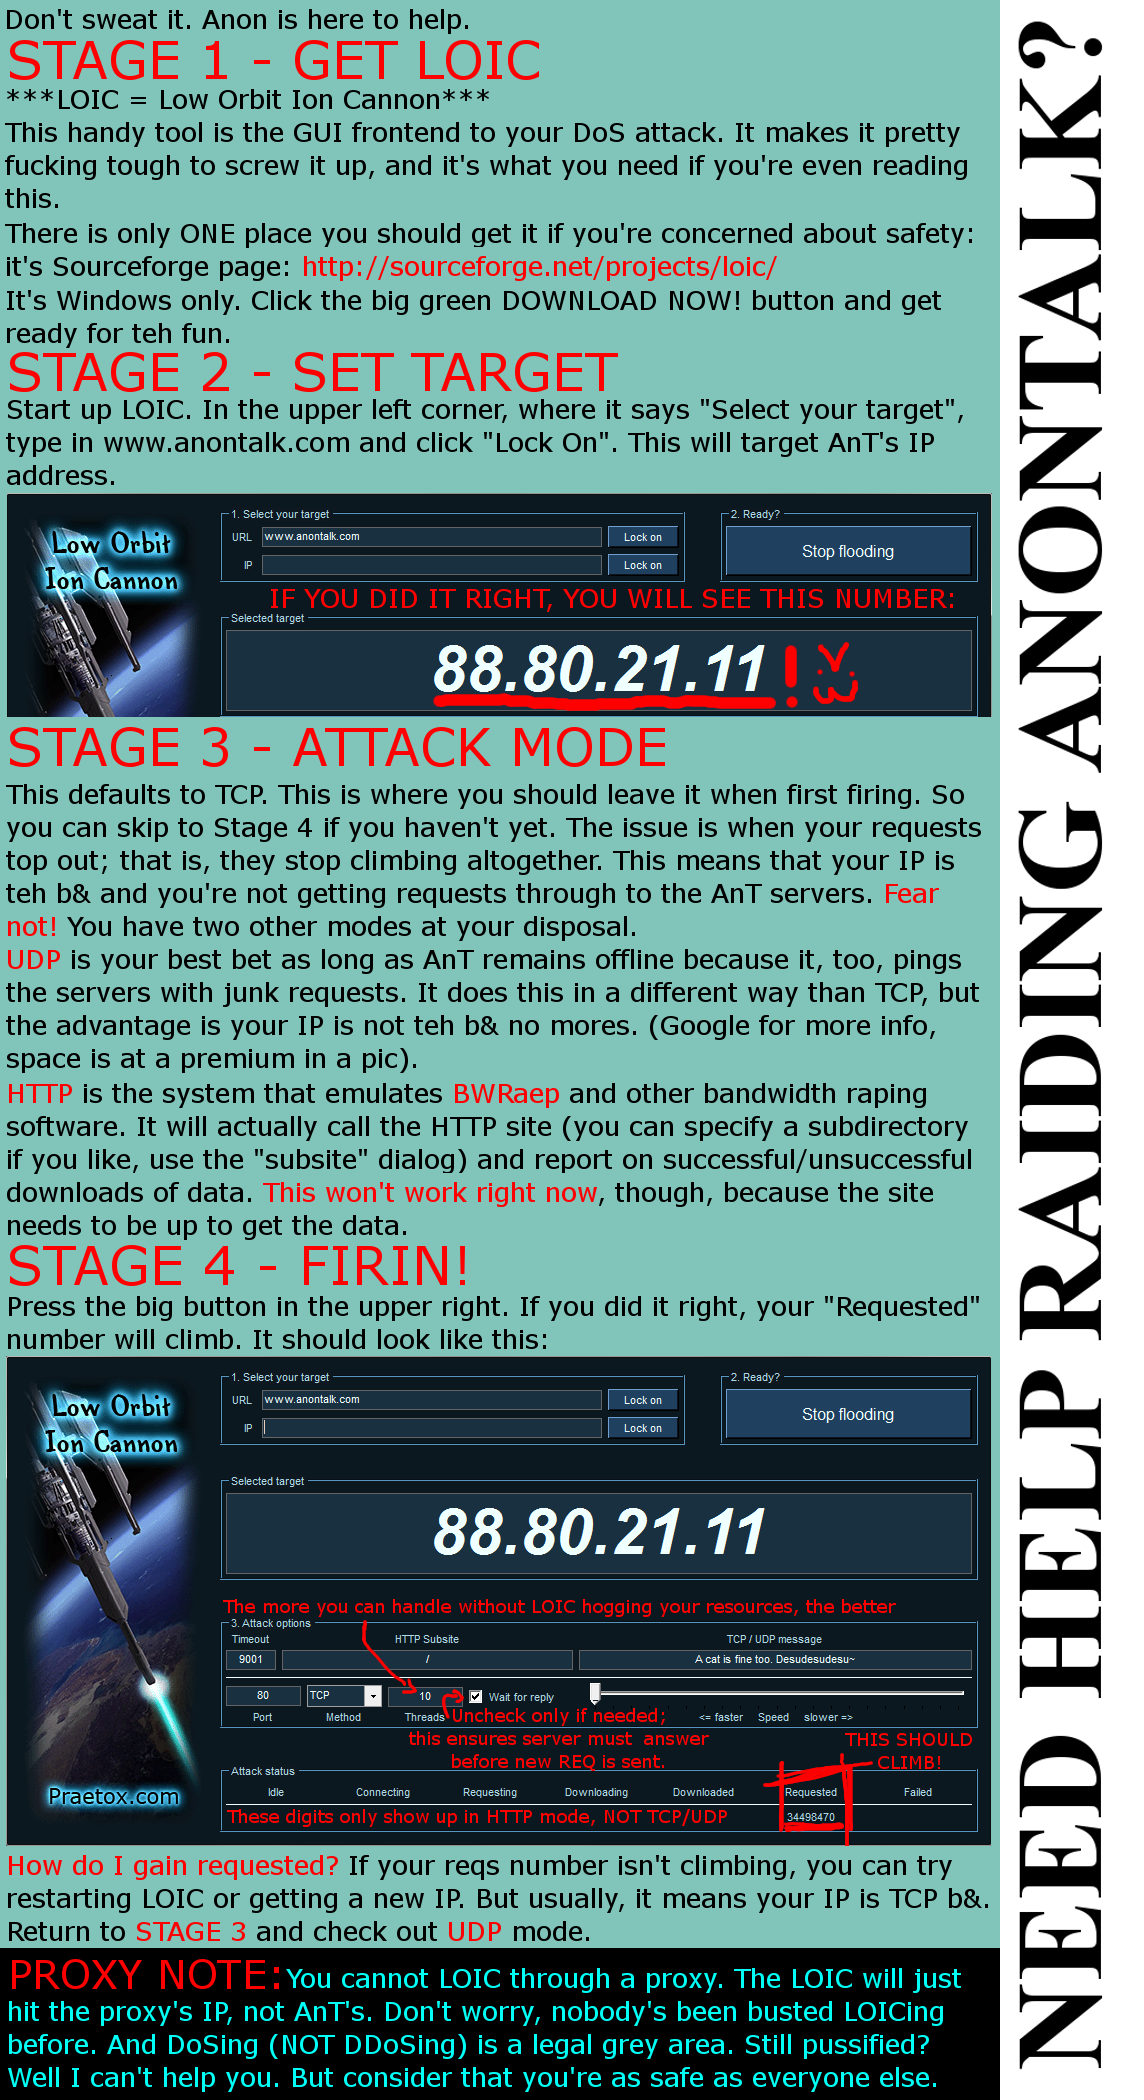 Don't sweat it. Anon is here to help.
STAGE 1 - GET LOIC
***LOIC = Low Orbit Ion Cannon***
This handy tool is the GUI frontend to your DoS attack. It makes it pretty
fucking tough to screw it up, and it's what you need if you're even reading
this.
There is only ONE place you should get it if you're concerned about safety:
it's Sourceforge page: http://sourceforge.net/projects/loic/
It's Windows only. Click the big green DOWNLOAD NOW! button and get
ready for teh fun.
STAGE 2 - SET TARGET
Start up LOIC. In the upper left corner, where it says "Select your target",
type in www.anontalk.com and click "Lock On". This will target AnT's IP
address.
Low Orbit
Ion Cannon
1. Select your target
URL www.anontalk.com Lock on
IP Lock on
2. Ready?
Stop flooding
IF YOU DID IT RIGHT, YOU WILL SEE THIS NUMBER:
Selected target
88.80.21.11!
STAGE 3 - ATTACK MODE
This defaults to TCP. This is where you should leave it when first firing. So
you can skip to Stage 4 if you haven't yet. The issue is when your requests
top out; that is, they stop climbing altogether. This means that your IP is
teh b& and you're not getting requests through to the AnT servers. Fear
not! You have two other modes at your disposal.
UDP is your best bet as long as AnT remains offline because it, too, pings
the servers with junk requests. It does this in a different way than TCP, but
the advantage is your IP is not teh b& no mores. (Google for more info,
space is at a premium in a pic).
HTTP is the system that emulates BWRaep and other bandwidth raping
software. It will actually call the HTTP site (you can specify a subdirectory
if you like, use the "subsite" dialog) and report on successful/unsuccessful
downloads of data. This won't work right now, though, because the site
needs to be up to get the data.
STAGE 4 - FIRIN!
Press the big button in the upper right. If you did it right, your "Requested"
number will climb. It should look like this:
Low Orbit
Ion Cannon
1. Select your target
URL www.anontalk.com Lock on
IP Lock on
2. Ready?
Stop flooding
Selected target
88.80.21.11
The more you can handle without LOIC hogging your resources, the better
3. Attack options
Timeout HTTP Subsite TCP / UDP message
9001 / A cat is fine too. Desudesudesu~
80 TCP 10 Wait for reply
Port Method Threads <= faster Speed slower =>
Uncheck only if needed;
this ensures server must answer
before new REQ is sent.
THIS SHOULD
CLIMB!
Attack status
Idle Connecting Requesting Downloading Downloaded Requested Failed
These digits only show up in HTTP mode, NOT TCP/UDP 34498470
Praetox.com
How do I gain requested? If your reqs number isn't climbing, you can try
restarting LOIC or getting a new IP. But usually, it means your IP is TCP b&.
Return to STAGE 3 and check out UDP mode.
PROXY NOTE:You cannot LOIC through a proxy. The LOIC will just
hit the proxy's IP, not AnT's. Don't worry, nobody's been busted LOICing
before. And DoSing (NOT DDoSing) is a legal grey area. Still pussified?
Well I can't help you. But consider that you're as safe as everyone else.
NEED HELP RAIDING ANONTALK?